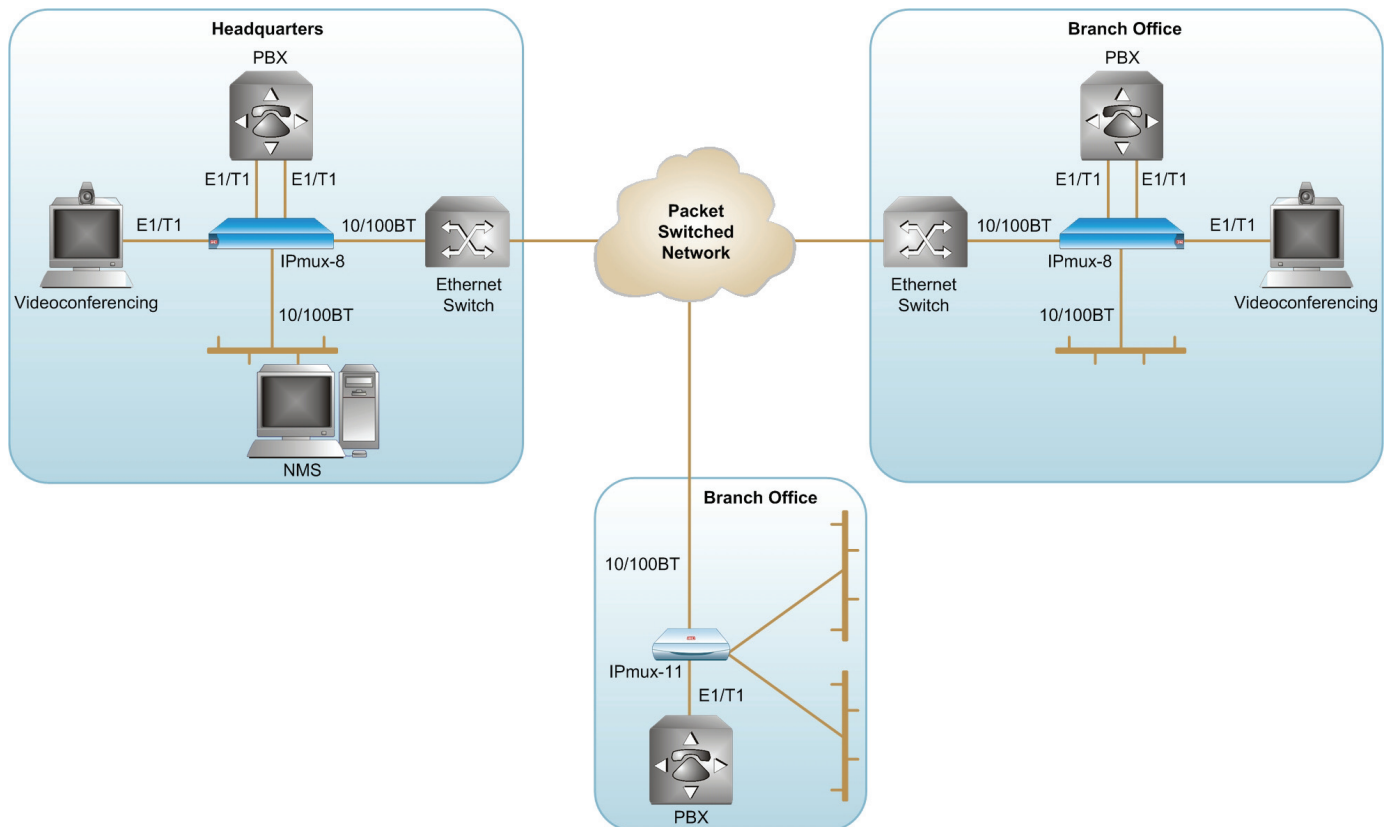 Headquarters
PBX
E1/T1
E1/T1
E1/T1
10/100BT
IPmux-8
Videoconferencing
Ethernet
Switch
10/100BT
NMS
Packet
Switched
Network
Branch Office
PBX
E1/T1
E1/T1
10/100BT
E1/T1
IPmux-8
Ethernet
Switch
Videoconferencing
10/100BT
Branch Office
10/100BT
IPmux-11
E1/T1
PBX